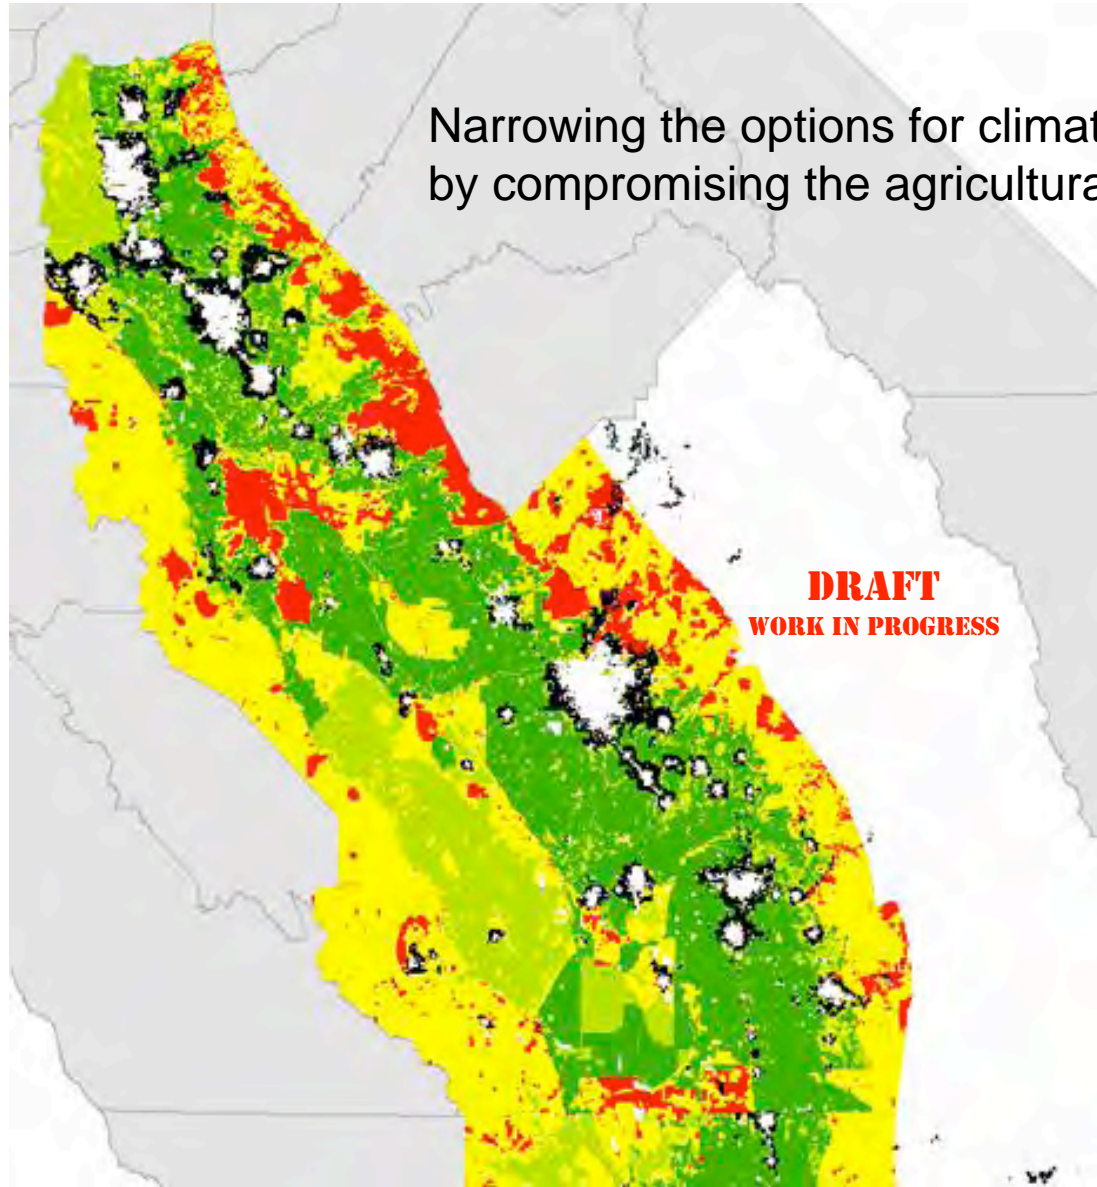 Narrowing the options for climat
by compromising the agricultura
DRAFT
WORK IN PROGRESS